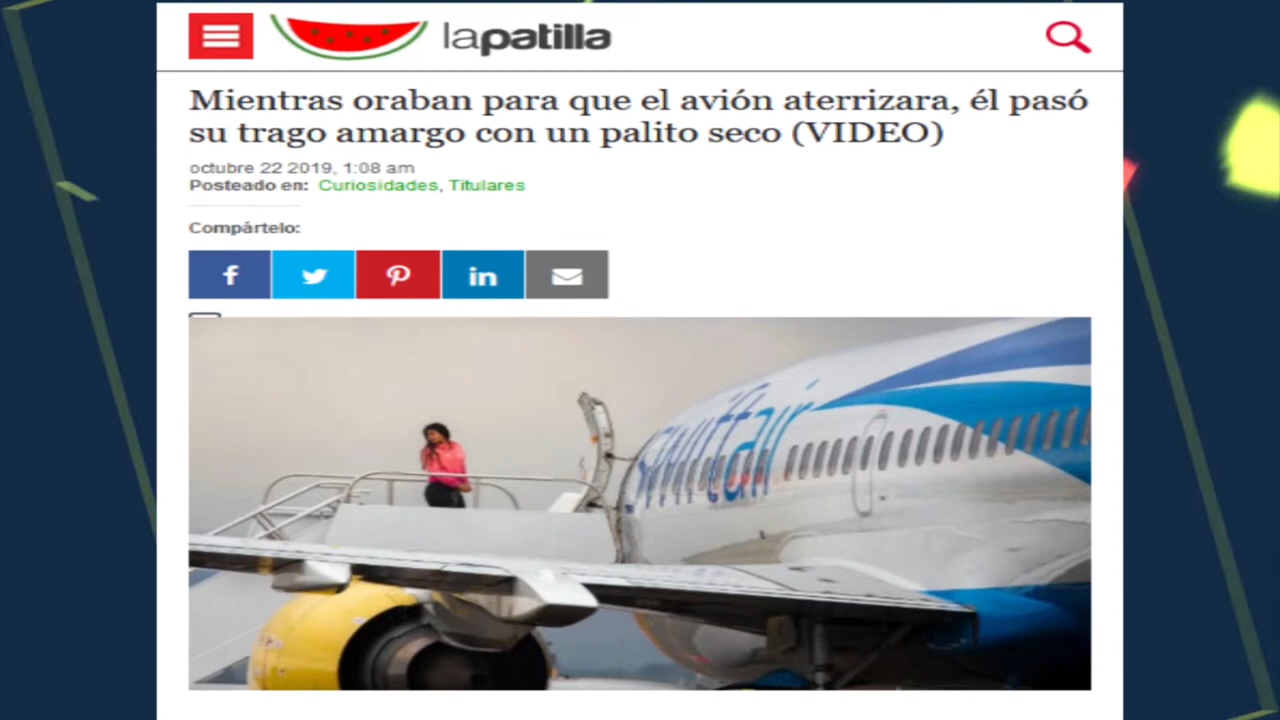 lapatilla
Mientras oraban para que el avión aterrizara, él pasó
su trago amargo con un palito seco (VIDEO)
octubre 22 2019, 1:08 am
Posteado en: Curiosidades, Titulares
Compártelo:
swiftair